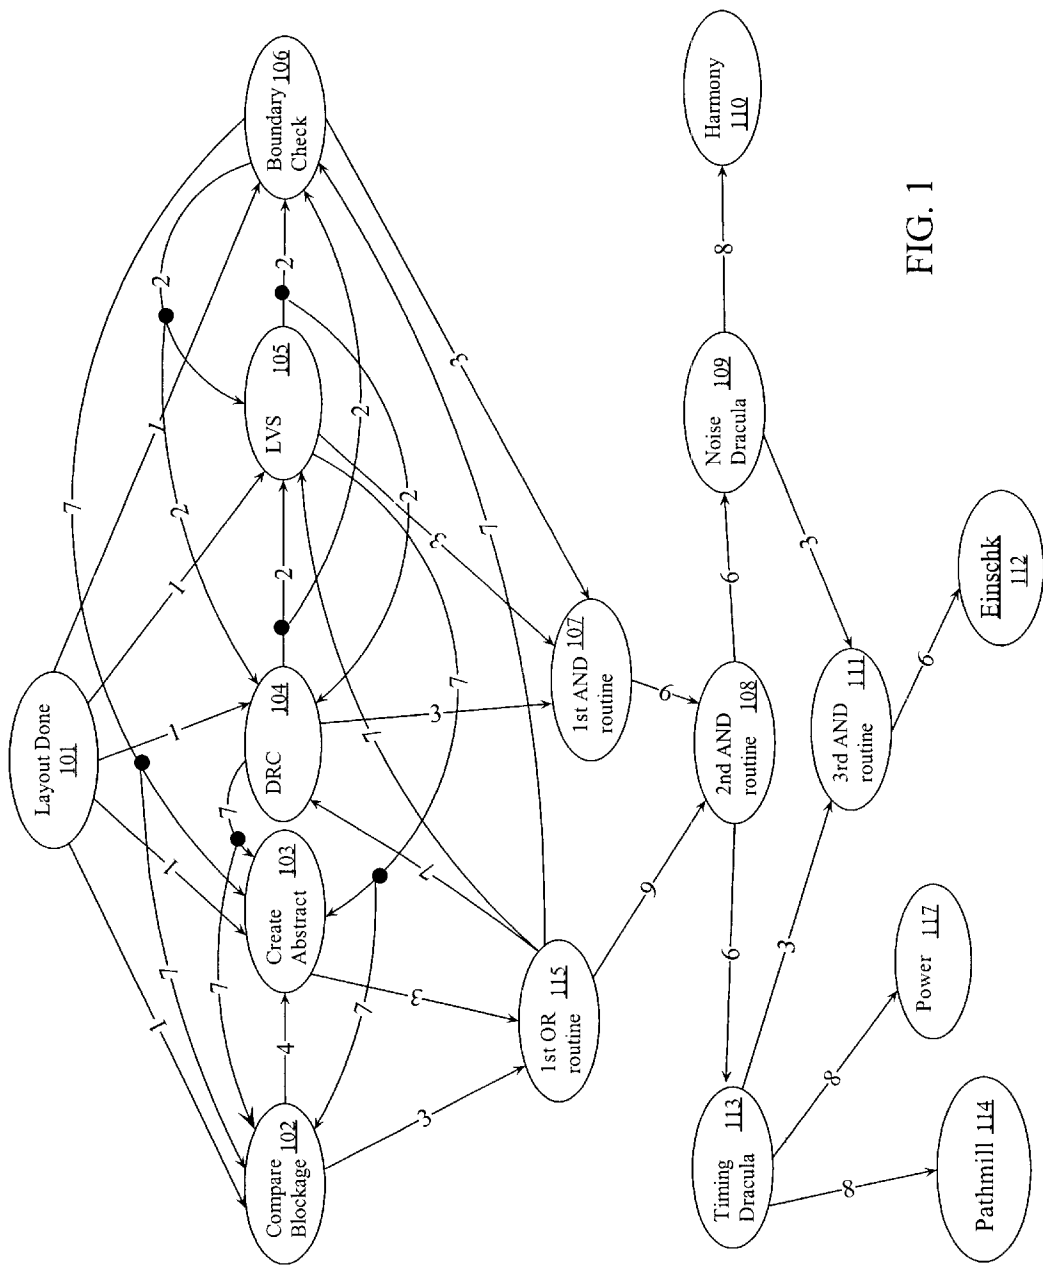 Layout Done
101
1
1
1
1
1
7
2
2
7
7
7
7
7
Compare
Blockage
102
4
Create
Abstract
103
DRC
104
2
2
LVS
105
2
2
Boundary
Check
106
3
3
3
3
3
7
7
7
1st OR
routine
115
1st AND
routine
107
6
6
2nd AND
routine
108
6
6
Timing
Dracula
113
Noise
Dracula
109
8
Harmony
110
3
3
8
8
3rd AND
routine
111
6
Pathmill 114
Power 117
Einschk
112
FIG. 1